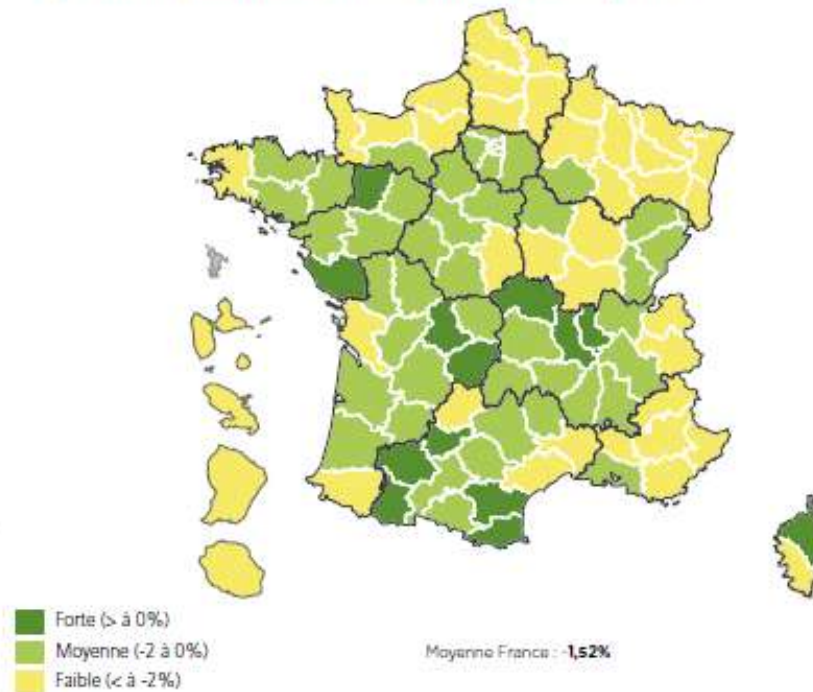 Forte (> à 0%)
Moyenne (-2 à 0%)
Moyenne France : -1,52%
Faible (< à -2%)